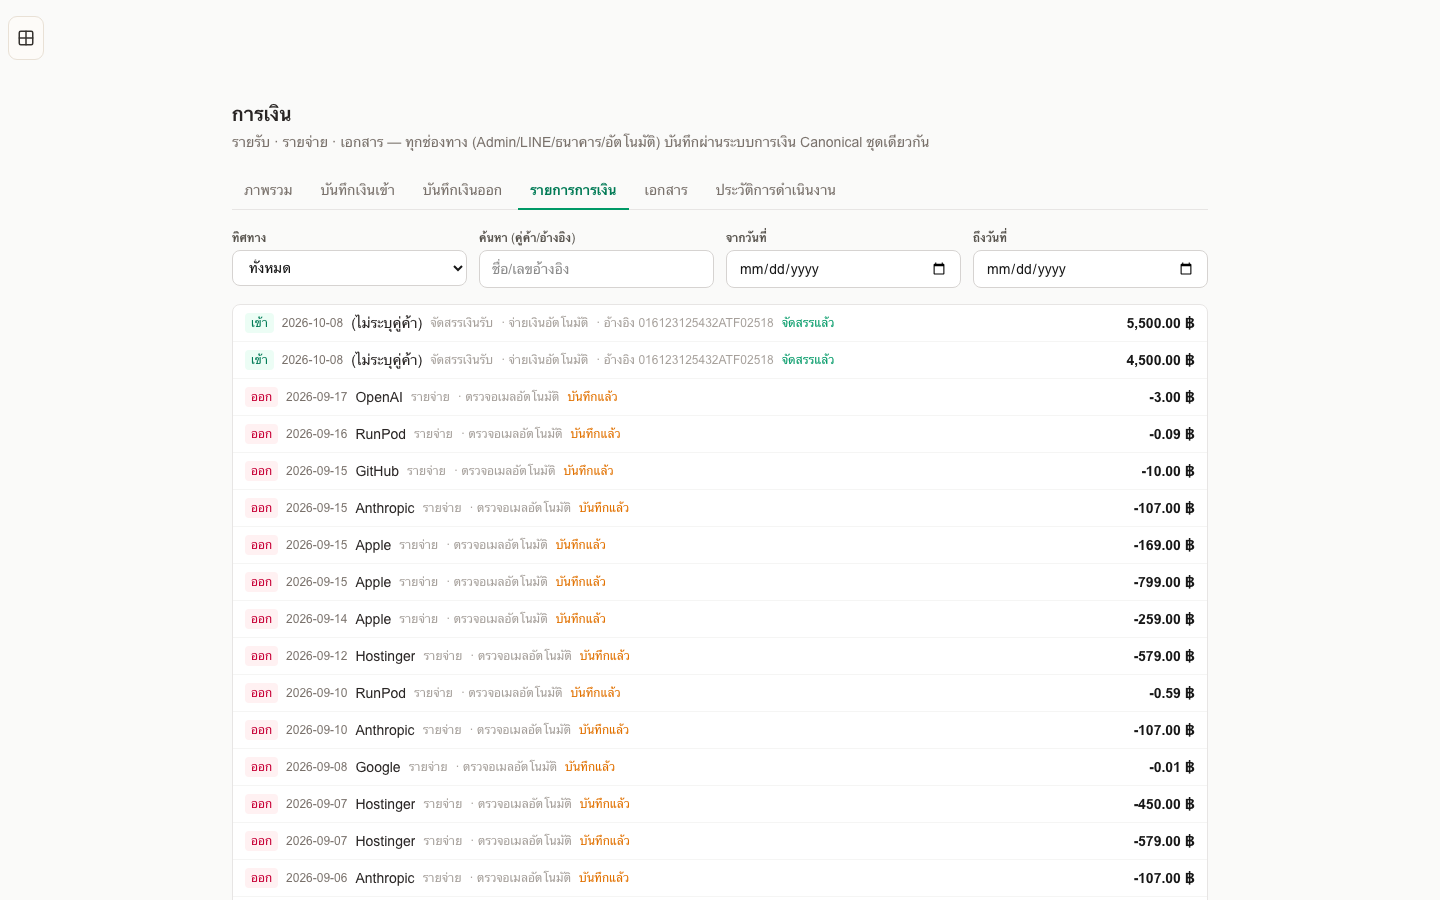 การเงิน
รายรับ · รายจ่าย · เอกสาร — ทุกช่องทาง (Admin/LINE/ธนาคาร/อัตโนมัติ) บันทึกผ่านระบบการเงิน Canonical ชุดเดียวกัน
ภาพรวม บันทึกเงินเข้า บันทึกเงินออก รายการการเงิน เอกสาร ประวัติการดำเนินงาน
ทิศทาง ค้นหา (คู่ค้า/อ้างอิง) จากวันที่ ถึงวันที่
ทั้งหมด ชื่อ/เลขอ้างอิง mm/dd/yyyy mm/dd/yyyy
เข้า 2026-10-08 (ไม่ระบุคู่ค้า) จัดสรรเงินรับ · จ่ายเงินอัตโนมัติ · อ้างอิง 016123125432ATF02518 จัดสรรแล้ว 5,500.00 ฿
เข้า 2026-10-08 (ไม่ระบุคู่ค้า) จัดสรรเงินรับ · จ่ายเงินอัตโนมัติ · อ้างอิง 016123125432ATF02518 จัดสรรแล้ว 4,500.00 ฿
ออก 2026-09-17 OpenAI รายจ่าย · ตรวจอเมลอัตโนมัติ บันทึกแล้ว -3.00 ฿
ออก 2026-09-16 RunPod รายจ่าย · ตรวจอเมลอัตโนมัติ บันทึกแล้ว -0.09 ฿
ออก 2026-09-15 GitHub รายจ่าย · ตรวจอเมลอัตโนมัติ บันทึกแล้ว -10.00 ฿
ออก 2026-09-15 Anthropic รายจ่าย · ตรวจอเมลอัตโนมัติ บันทึกแล้ว -107.00 ฿
ออก 2026-09-15 Apple รายจ่าย · ตรวจอเมลอัตโนมัติ บันทึกแล้ว -169.00 ฿
ออก 2026-09-15 Apple รายจ่าย · ตรวจอเมลอัตโนมัติ บันทึกแล้ว -799.00 ฿
ออก 2026-09-14 Apple รายจ่าย · ตรวจอเมลอัตโนมัติ บันทึกแล้ว -259.00 ฿
ออก 2026-09-12 Hostinger รายจ่าย · ตรวจอเมลอัตโนมัติ บันทึกแล้ว -579.00 ฿
ออก 2026-09-10 RunPod รายจ่าย · ตรวจอเมลอัตโนมัติ บันทึกแล้ว -0.59 ฿
ออก 2026-09-10 Anthropic รายจ่าย · ตรวจอเมลอัตโนมัติ บันทึกแล้ว -107.00 ฿
ออก 2026-09-08 Google รายจ่าย · ตรวจอเมลอัตโนมัติ บันทึกแล้ว -0.01 ฿
ออก 2026-09-07 Hostinger รายจ่าย · ตรวจอเมลอัตโนมัติ บันทึกแล้ว -450.00 ฿
ออก 2026-09-07 Hostinger รายจ่าย · ตรวจอเมลอัตโนมัติ บันทึกแล้ว -579.00 ฿
ออก 2026-09-06 Anthropic รายจ่าย · ตรวจอเมลอัตโนมัติ บันทึกแล้ว -107.00 ฿